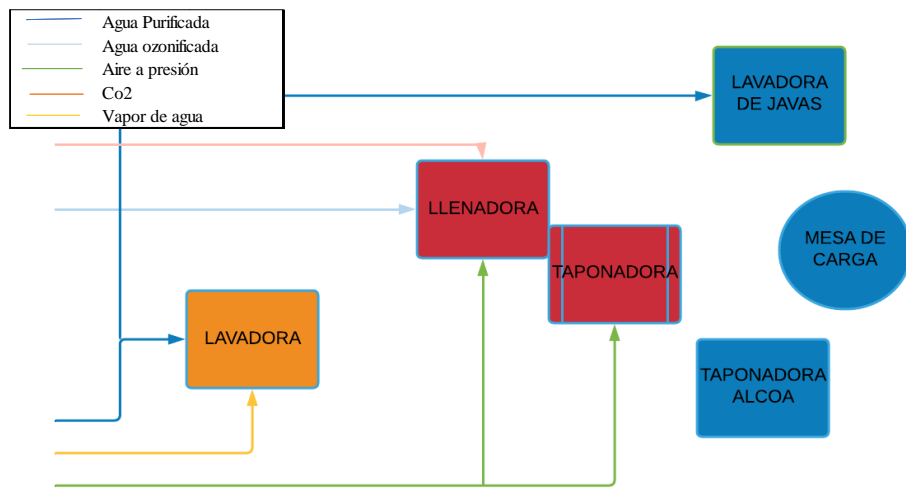 Agua Purificada
Agua ozonificada
Aire a presión
Co2
Vapor de agua
LAVADORA
DE JAVAS
LLENADORA
MESA DE
CARGA
TAPONADORA
LAVADORA
TAPONADORA
ALCOA